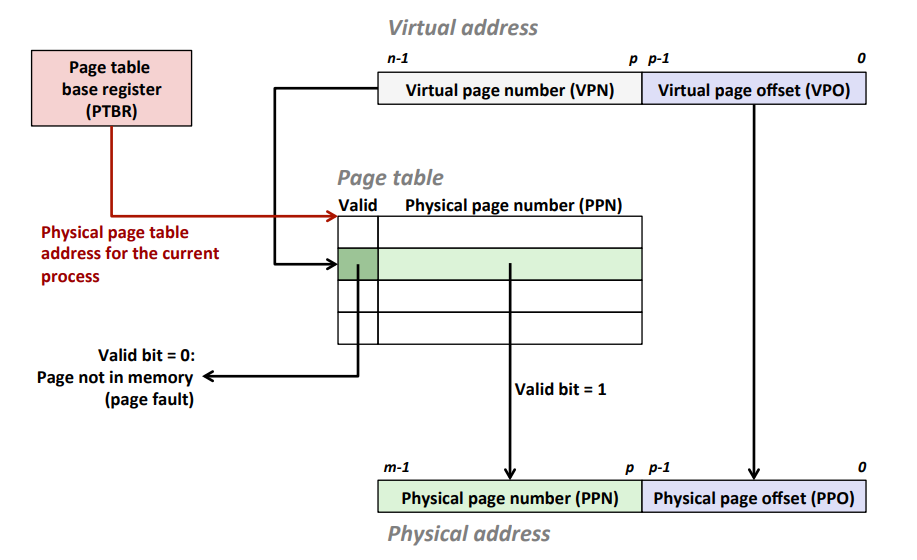 Virtual address
n-1 p p-1 0
Page table
base register
(PTBR)
Virtual page number (VPN) Virtual page offset (VPO)
Page table
Valid Physical page number (PPN)
Physical page table
address for the current
process
Valid bit = 0:
Page not in memory
(page fault)
Valid bit = 1
m-1 p p-1 0
Physical page number (PPN) Physical page offset (PPO)
Physical address